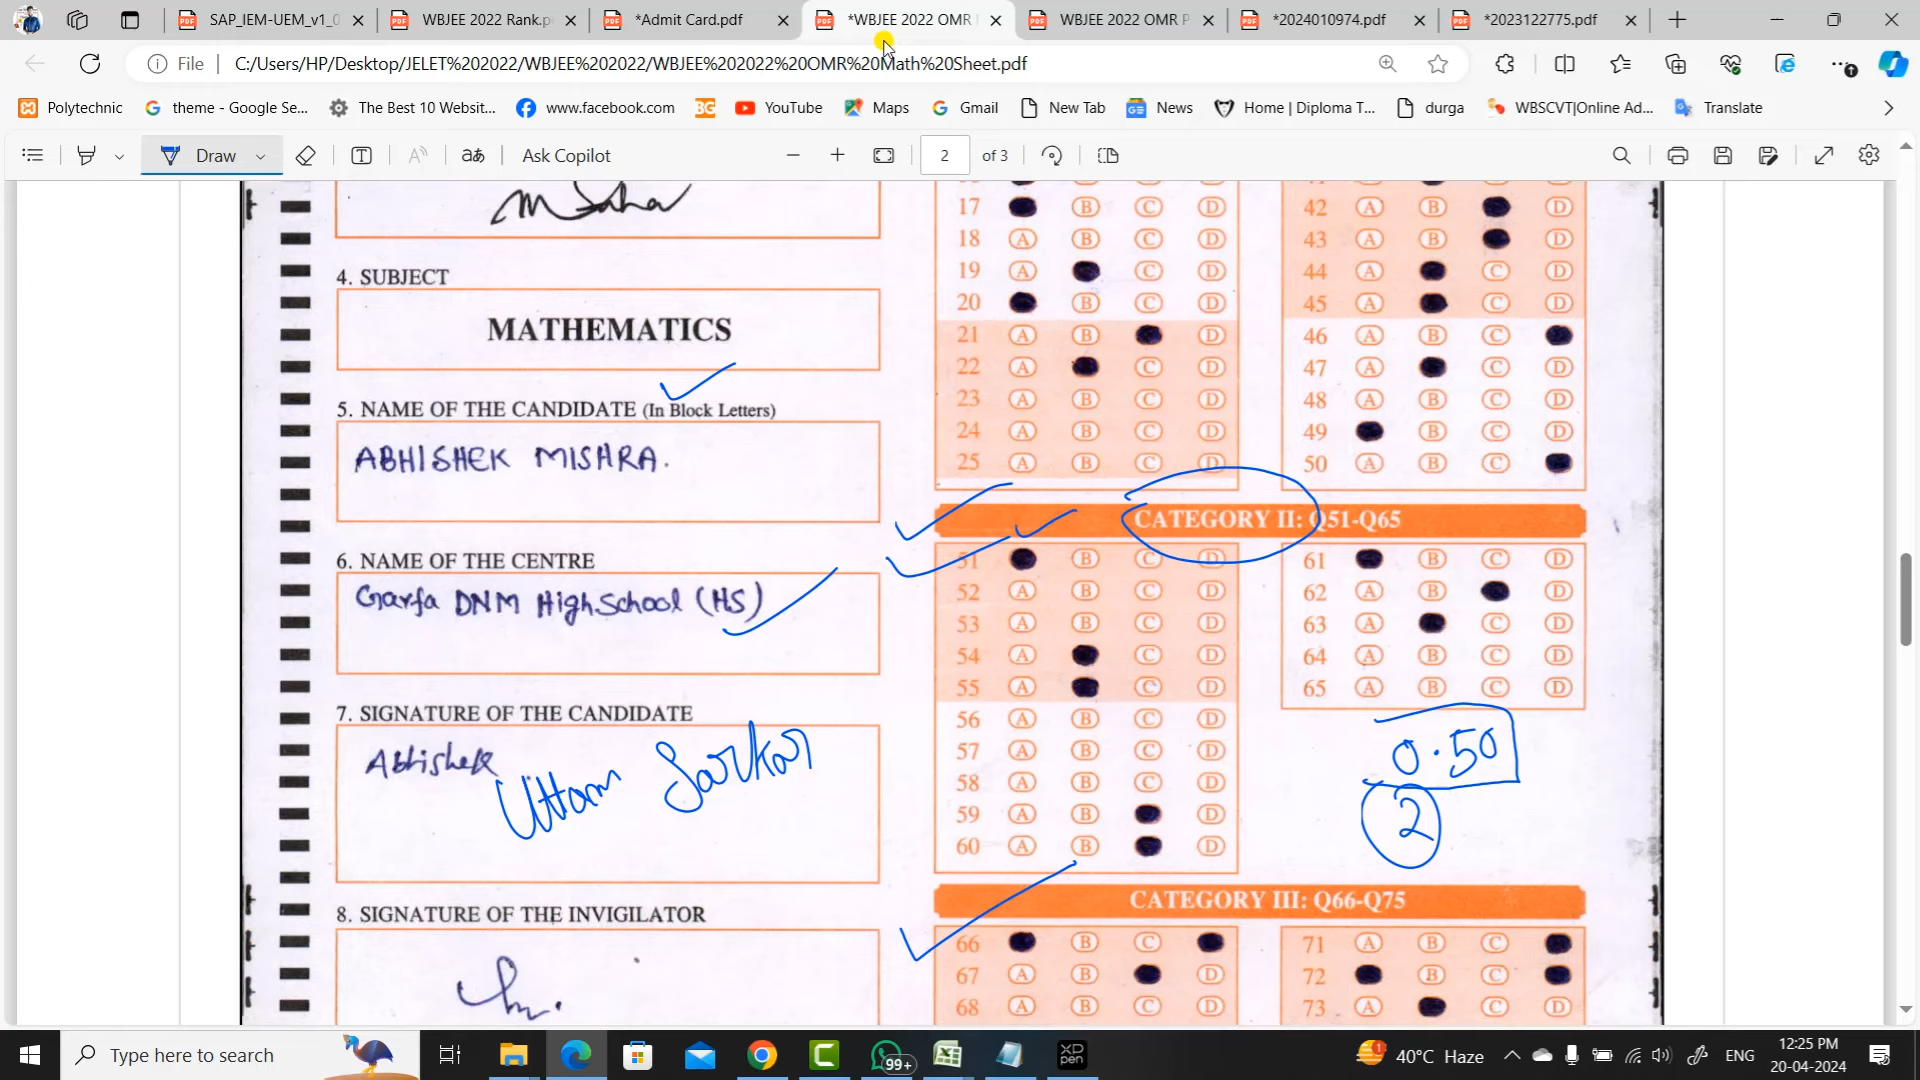 SAP_IEM-UEM_v1_0
WBJEE 2022 Rank.p
*Admit Card.pdf
*WBJEE 2022 OMR
WBJEE 2022 OMR P
*2024010974.pdf
*2023122775.pdf
File
C:/Users/HP/Desktop/JELET%202022/WBJEE%202022/WBJEE%202022%20OMR%20Math%20Sheet.pdf
Polytechnic
theme - Google Se...
The Best 10 Websit...
www.facebook.com
BG
YouTube
Maps
Gmail
New Tab
News
Home | Diploma T...
durga
WBSCVT|Online Ad...
Translate
Draw
Ask Copilot
2 of 3
4. SUBJECT
MATHEMATICS
5. NAME OF THE CANDIDATE (In Block Letters)
ABHISHEK MISHRA.
6. NAME OF THE CENTRE
Garfa DNM High School (HS)
7. SIGNATURE OF THE CANDIDATE
Abhishek
Uttam Sarkar
8. SIGNATURE OF THE INVIGILATOR
17 B C D
18 A B C D
19 A C D
20 B C D
21 A B D
22 A C D
23 A B C D
24 A B C D
25 A B C D
42 A B D
43 A B D
44 A C D
45 A C D
46 A B C
47 A C D
48 A B C D
49 B C D
50 A B C
CATEGORY II: Q51-Q65
51 B C D
52 A B C D
53 A B C D
54 A C D
55 A C D
56 A B C D
57 A B C D
58 A B C D
59 A B D
60 A B D
61 B C D
62 A B D
63 A C D
64 A B C D
65 A B C D
0.50
2
CATEGORY III: Q66-Q75
66 B C
67 A B D
68 A B C D
71 A B C
72 B C
73 A C D
Type here to search
99+
XP
pen
1
40°C Haze
ENG
12:25 PM
20-04-2024